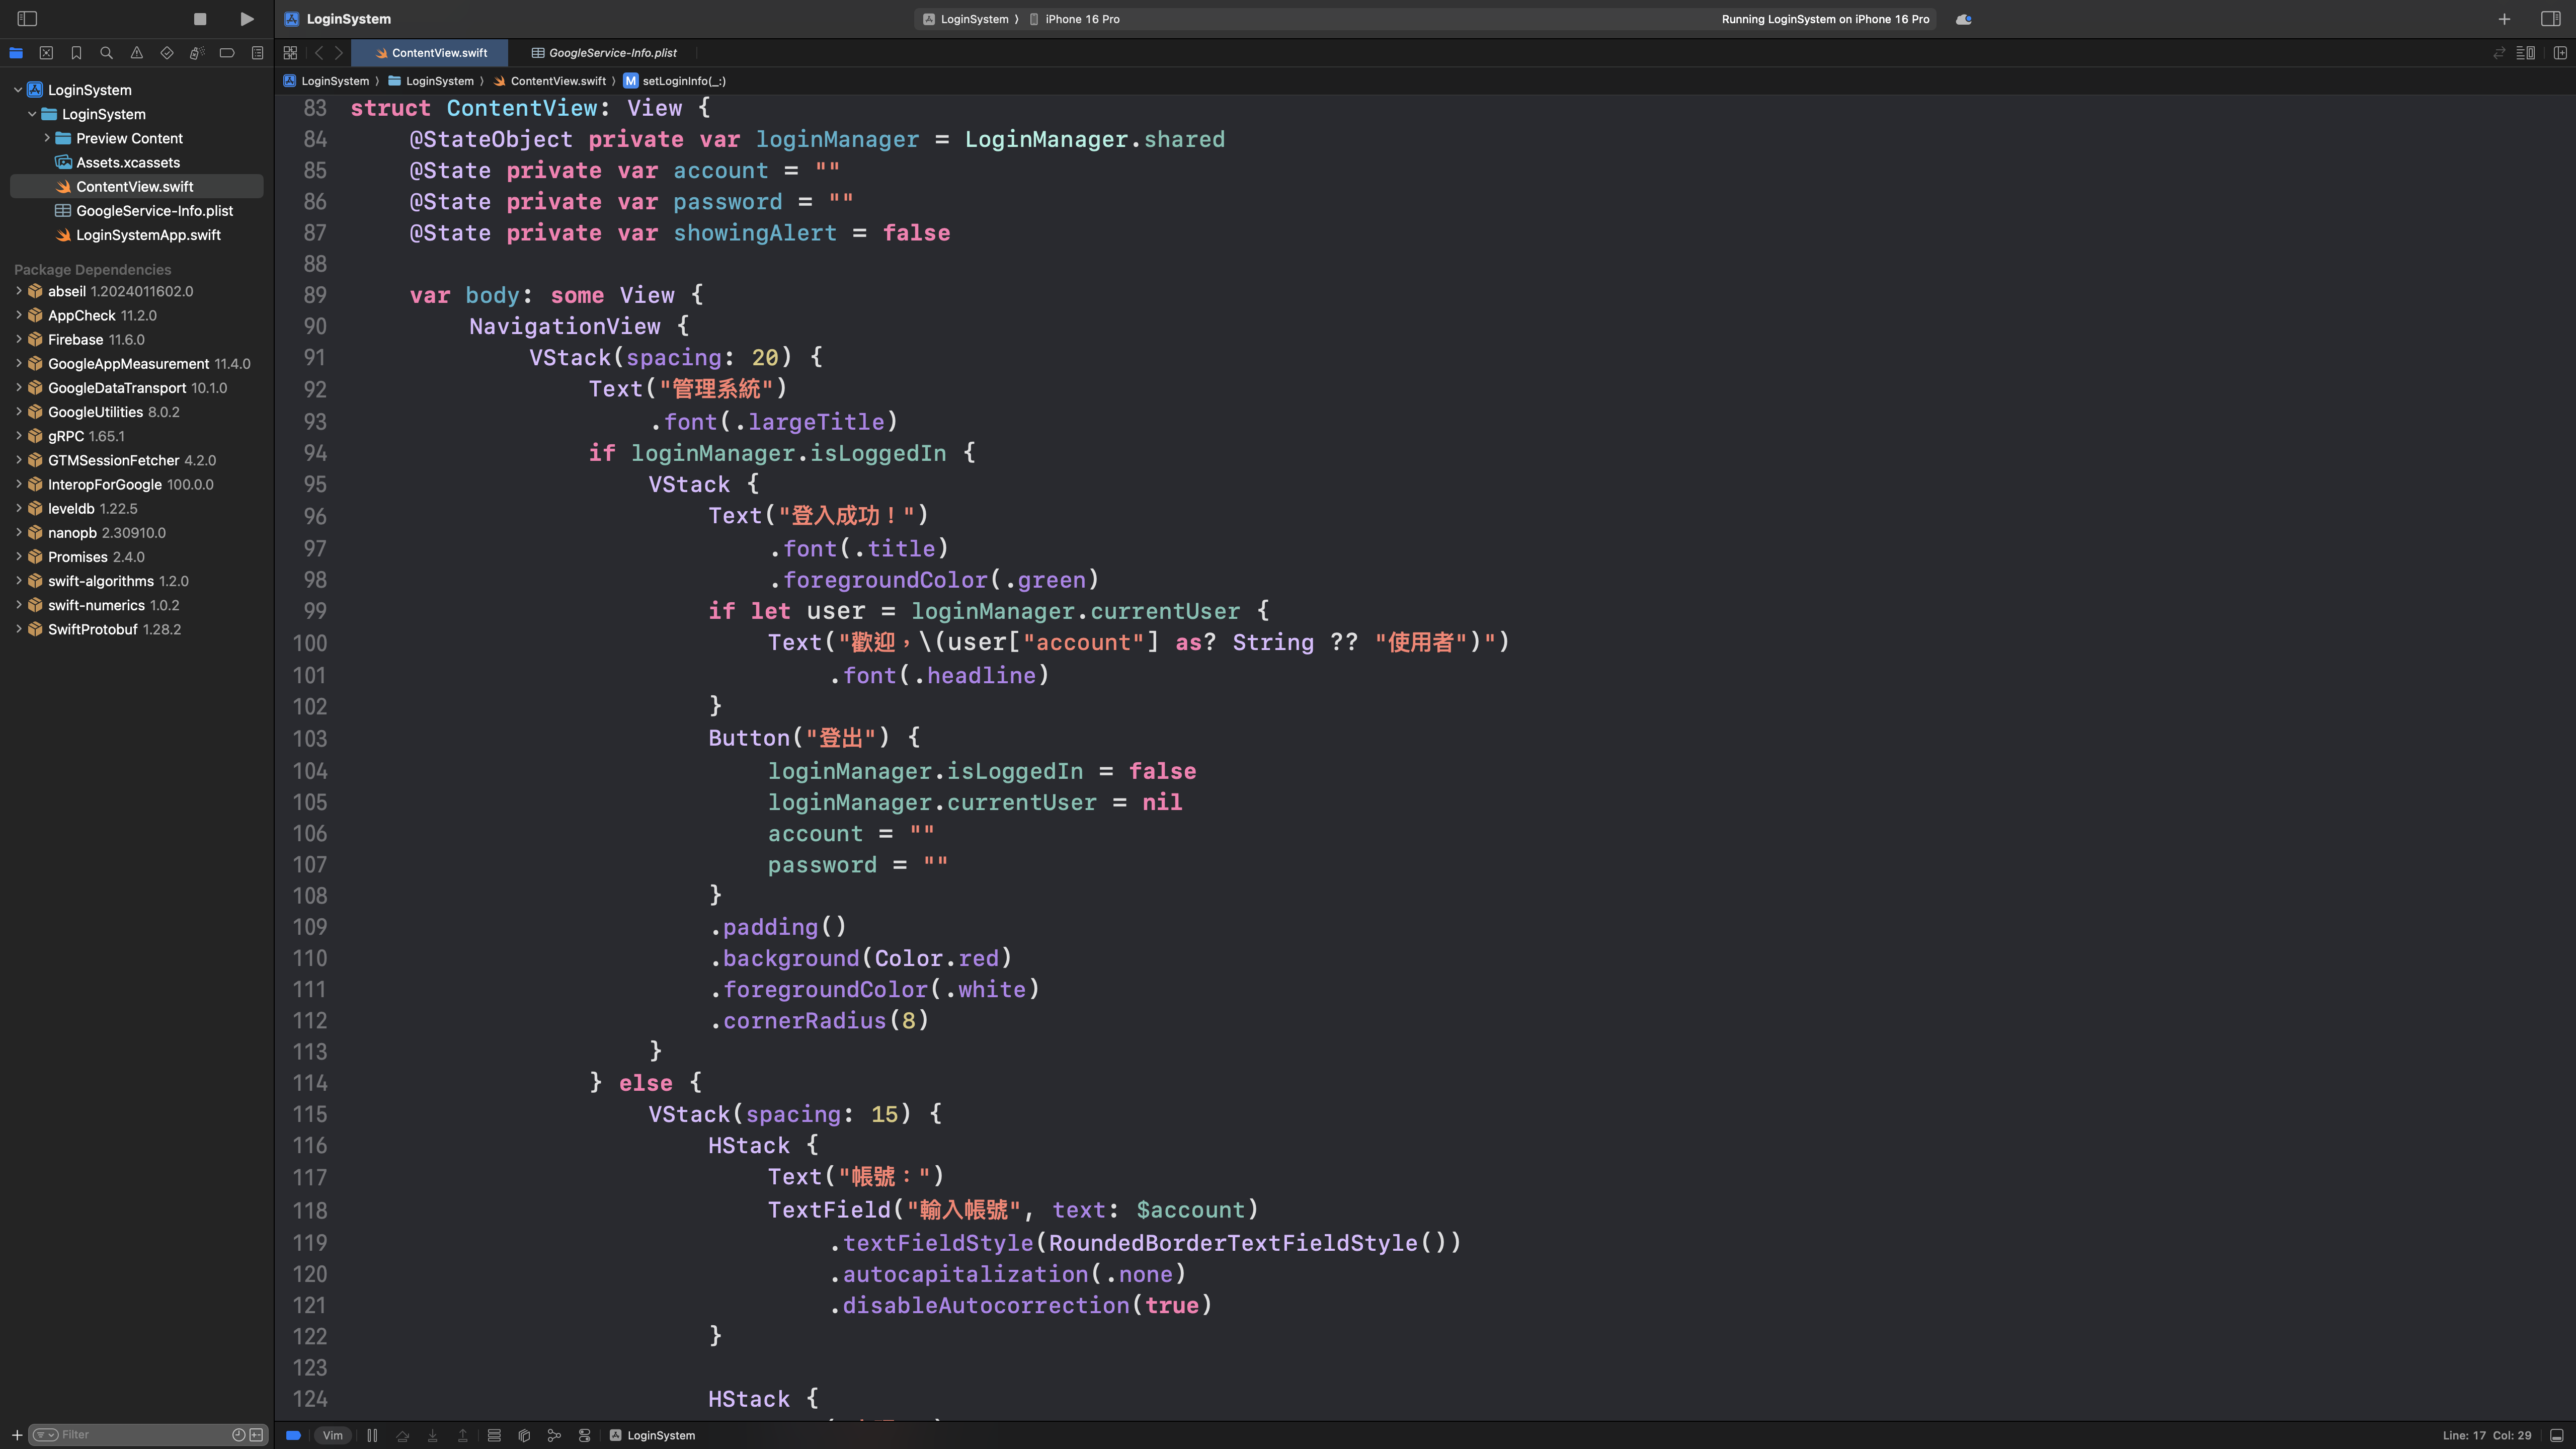 LoginSystem
LoginSystem 〉 iPhone 16 Pro
Running LoginSystem on iPhone 16 Pro
ContentView.swift
GoogleService-Info.plist
LoginSystem 〉 LoginSystem 〉 ContentView.swift 〉 M setLoginInfo(_:)
LoginSystem
LoginSystem
Preview Content
Assets.xcassets
ContentView.swift
GoogleService-Info.plist
LoginSystemApp.swift
Package Dependencies
abseil 1.2024011602.0
AppCheck 11.2.0
Firebase 11.6.0
GoogleAppMeasurement 11.4.0
GoogleDataTransport 10.1.0
GoogleUtilities 8.0.2
gRPC 1.65.1
GTMSessionFetcher 4.2.0
InteropForGoogle 100.0.0
leveldb 1.22.5
nanopb 2.30910.0
Promises 2.4.0
swift-algorithms 1.2.0
swift-numerics 1.0.2
SwiftProtobuf 1.28.2
83 struct ContentView: View {
84 @StateObject private var loginManager = LoginManager.shared
85 @State private var account = ""
86 @State private var password = ""
87 @State private var showingAlert = false
88
89 var body: some View {
90 NavigationView {
91 VStack(spacing: 20) {
92 Text("管理系統")
93 .font(.largeTitle)
94 if loginManager.isLoggedIn {
95 VStack {
96 Text("登入成功！")
97 .font(.title)
98 .foregroundColor(.green)
99 if let user = loginManager.currentUser {
100 Text("歡迎，\(user["account"] as? String ?? "使用者")")
101 .font(.headline)
102 }
103 Button("登出") {
104 loginManager.isLoggedIn = false
105 loginManager.currentUser = nil
106 account = ""
107 password = ""
108 }
109 .padding()
110 .background(Color.red)
111 .foregroundColor(.white)
112 .cornerRadius(8)
113 }
114 } else {
115 VStack(spacing: 15) {
116 HStack {
117 Text("帳號：")
118 TextField("輸入帳號", text: $account)
119 .textFieldStyle(RoundedBorderTextFieldStyle())
120 .autocapitalization(.none)
121 .disableAutocorrection(true)
122 }
123
124 HStack {
Filter
Vim
LoginSystem
Line: 17 Col: 29